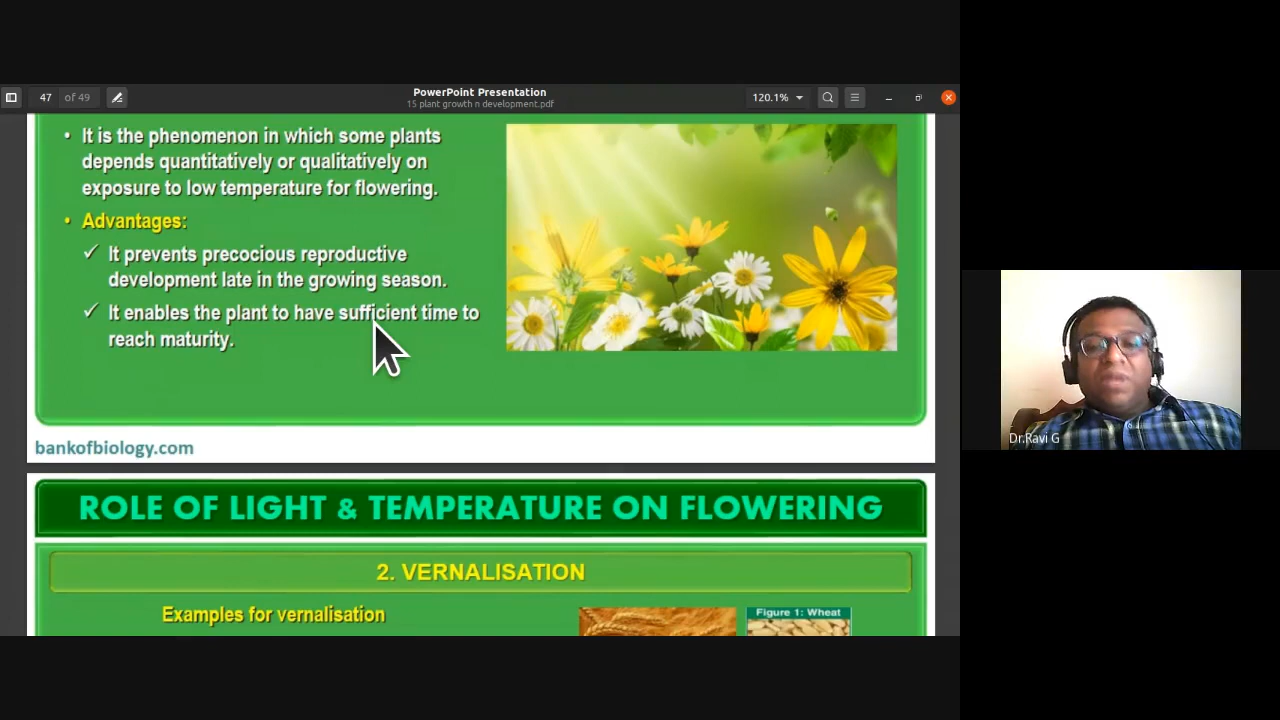 47 of 49
PowerPoint Presentation
15 plant growth n development.pdf
120.1%
• It is the phenomenon in which some plants
depends quantitatively or qualitatively on
exposure to low temperature for flowering.
• Advantages:
✓ It prevents precocious reproductive
development late in the growing season.
✓ It enables the plant to have sufficient time to
reach maturity.
bankofbiology.com
ROLE OF LIGHT & TEMPERATURE ON FLOWERING
2. VERNALISATION
Examples for vernalisation
Figure 1: Wheat
Dr.Ravi G